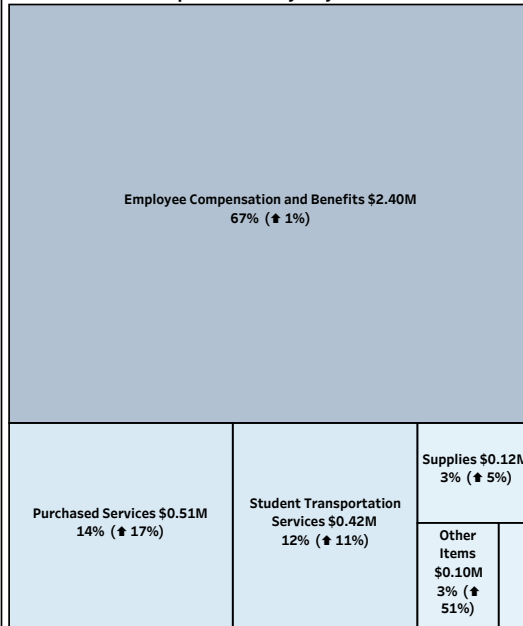 Employee Compensation and Benefits $2.40M
67% (⬆ 1%)
Purchased Services $0.51M
14% (⬆ 17%)
Student Transportation
Services $0.42M
12% (⬆ 11%)
Supplies $0.12M
3% (⬆ 5%)
Other
Items
$0.10M
3% (⬆
51%)